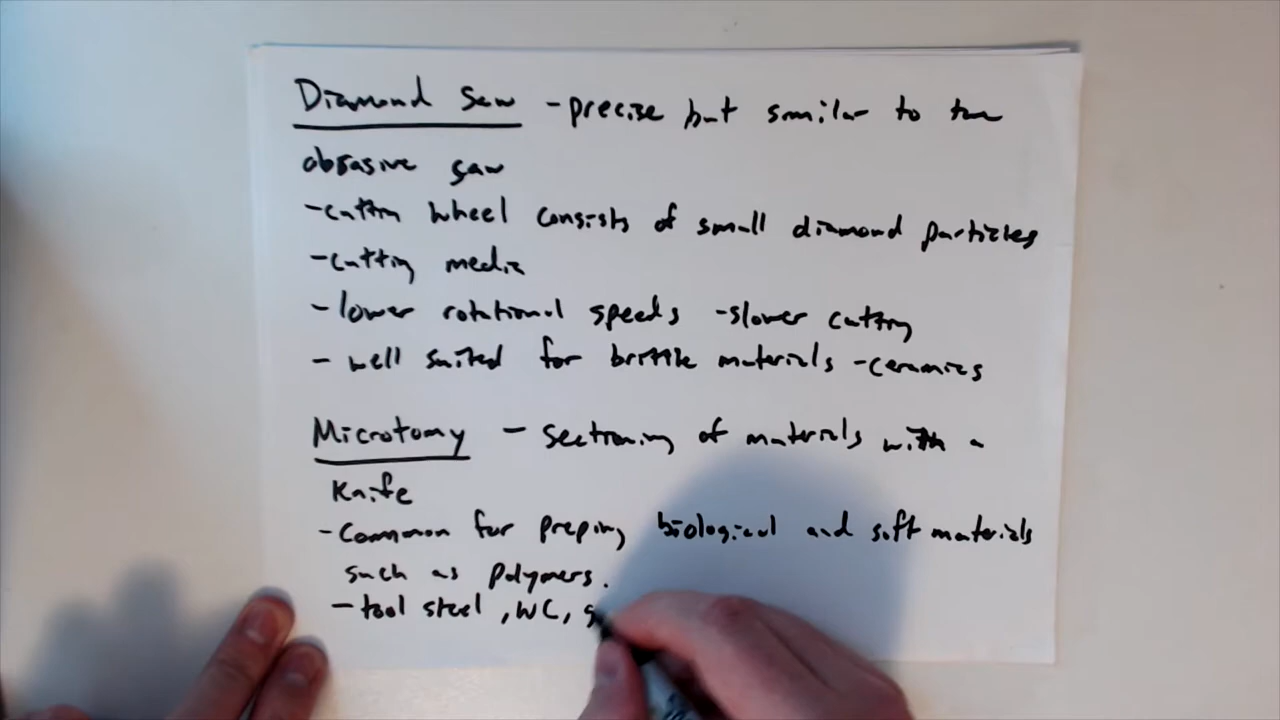 Diamond Saw - precise but similar to the
abrasive saw
- cutting wheel consists of small diamond particles
- cutting media
- lower rotational speeds - slower cutting
- well suited for brittle materials - ceramics
Microtomy - sectioning of materials with a
Knife
- Common for preping biological and soft materials
such as polymers.
- tool steel, WC, g